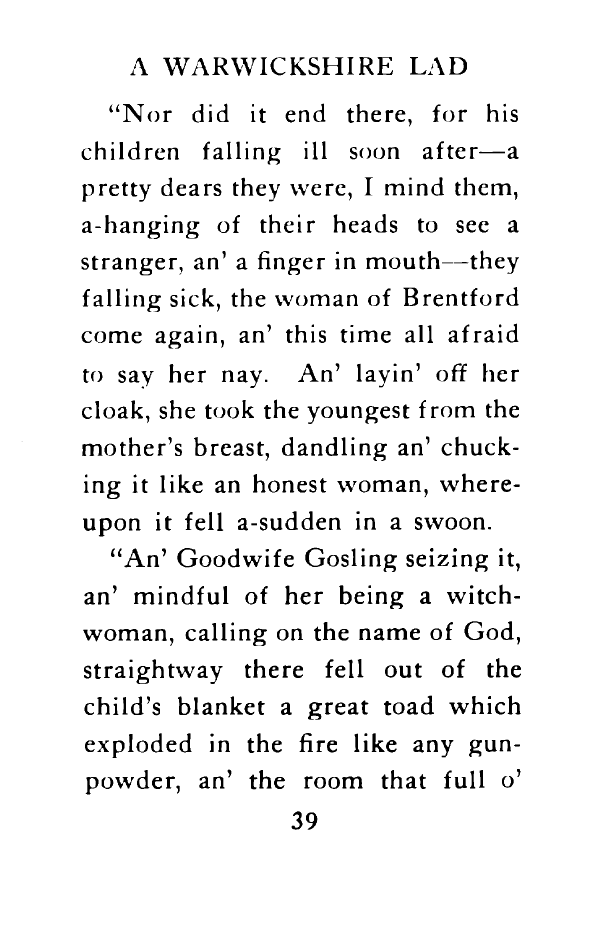 A WARWICKSHIRE LAD
“Nor did it end there, for his
children falling ill soon after—a
pretty dears they were, I mind them,
a-hanging of their heads to see a
stranger, an’ a finger in mouth—they
falling sick, the woman of Brentford
come again, an’ this time all afraid
to say her nay. An’ layin’ off her
cloak, she took the youngest from the
mother’s breast, dandling an’ chuck-
ing it like an honest woman, where-
upon it fell a-sudden in a swoon.
“An’ Goodwife Gosling seizing it,
an’ mindful of her being a witch-
woman, calling on the name of God,
straightway there fell out of the
child’s blanket a great toad which
exploded in the fire like any gun-
powder, an’ the room that full o’
39